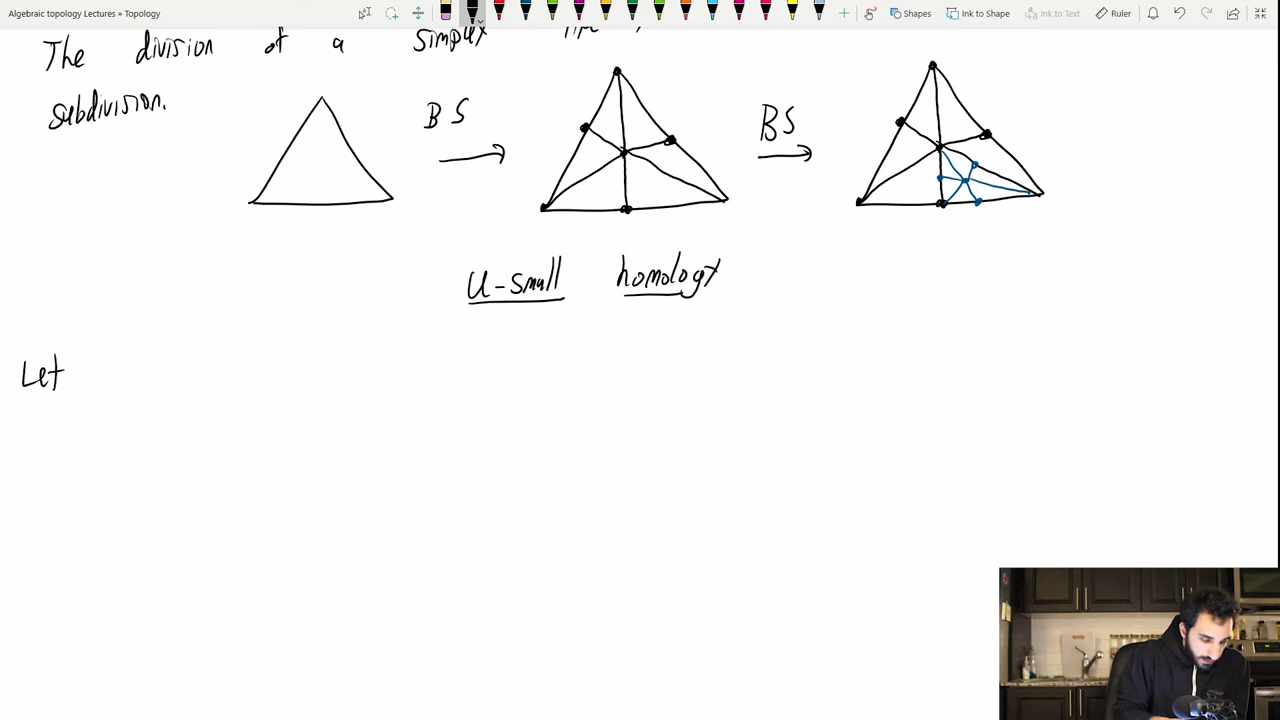 Algebraic topology Lectures » Topology
Shapes
Ink to Shape
Ink to Text
Ruler
The division of a simplex
subdivision.
BS
BS
U-small homology
Let